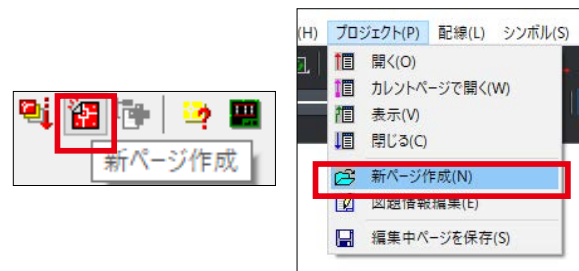 新ページ作成
(H) プロジェクト(P) 配線(L) シンボル(S)
開く(O)
カレントページで開く(W)
表示(V)
閉じる(C)
新ページ作成(N)
図題情報編集(E)
編集中ページを保存(S)